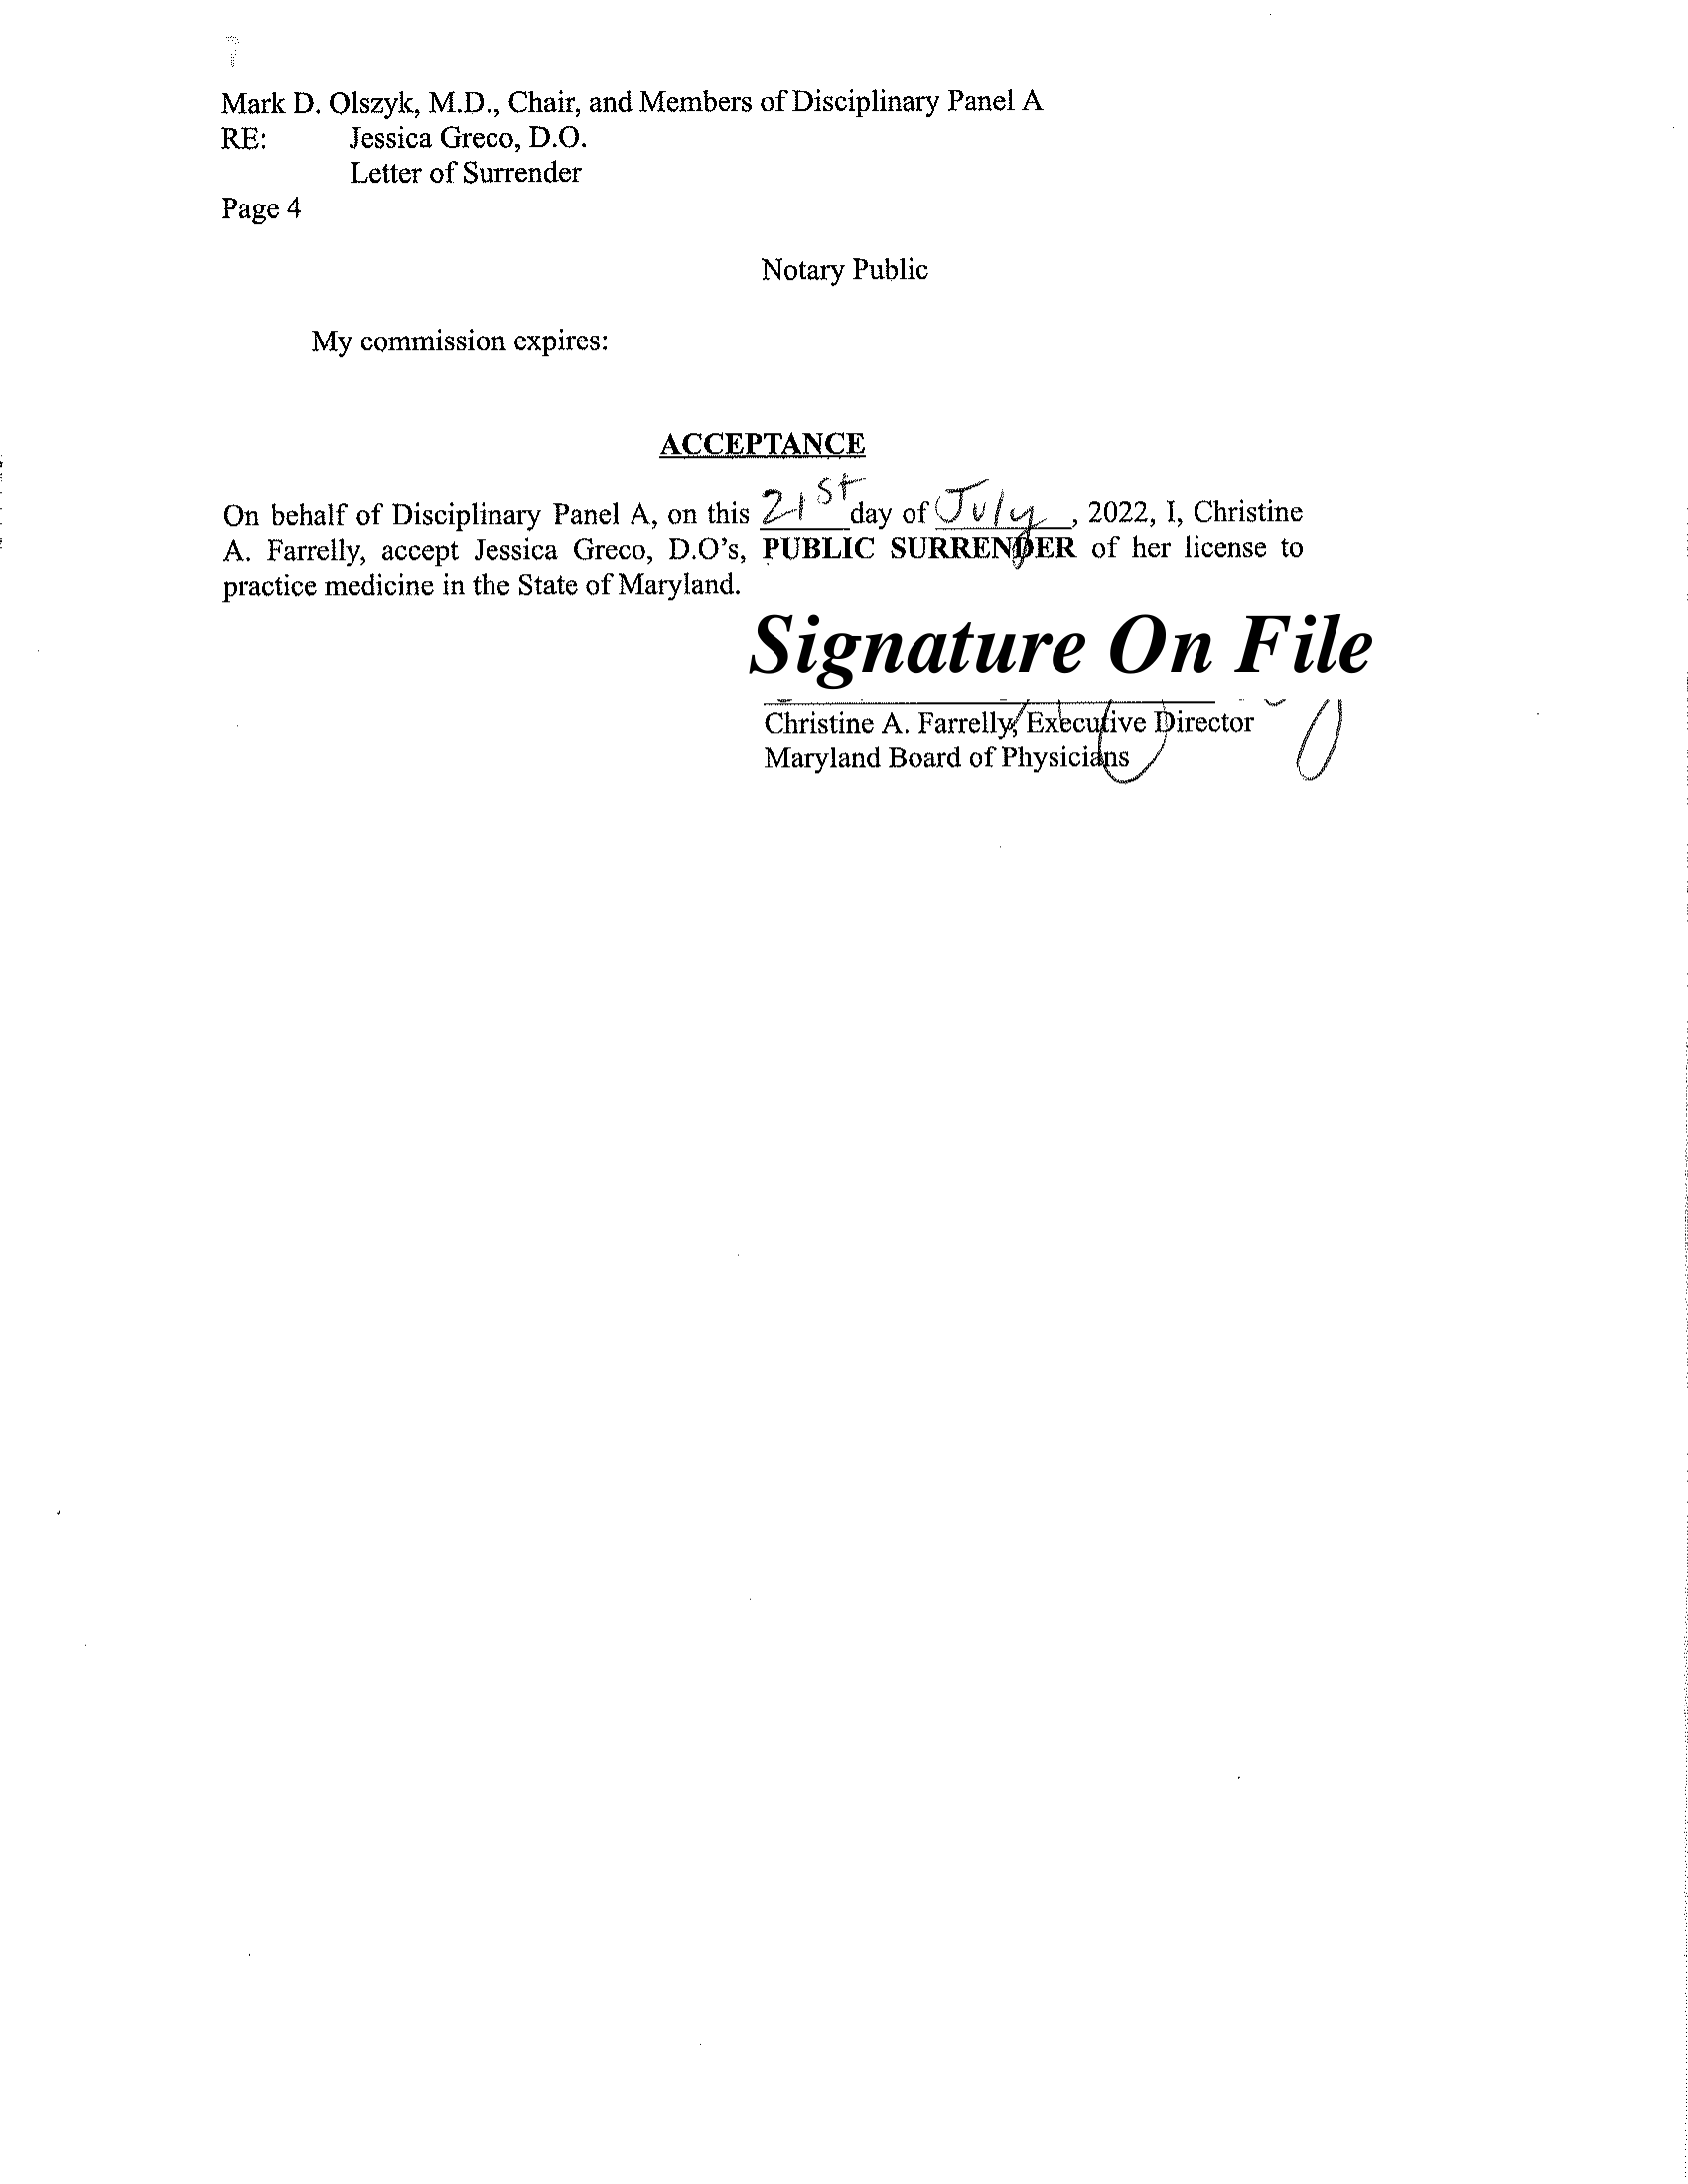 Mark D. Olszyk, M.D., Chair, and Members of Disciplinary Panel A
RE: Jessica Greco, D.O.
Letter of Surrender
Page 4
Notary Public
My commission expires:
ACCEPTANCE
On behalf of Disciplinary Panel A, on this 21st day of July, 2022, I, Christine
A. Farrelly, accept Jessica Greco, D.O's, PUBLIC SURRENDER of her license to
practice medicine in the State of Maryland.
Signature On File
Christine A. Farrelly, Executive Director
Maryland Board of Physicians